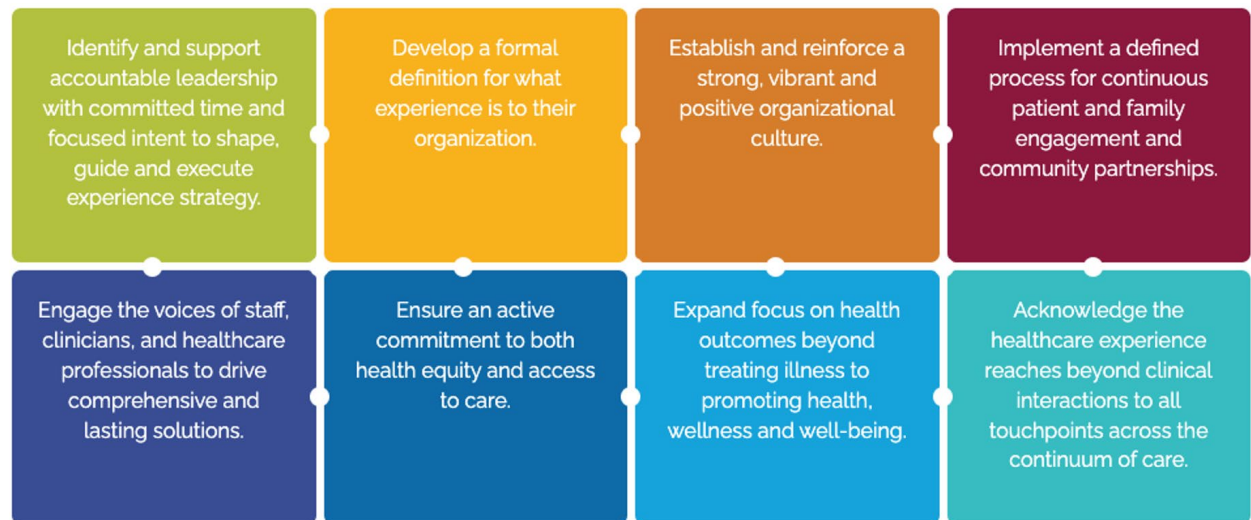 Identify and support
accountable leadership
with committed time and
focused intent to shape,
guide and execute
experience strategy.
Develop a formal
definition for what
experience is to their
organization.
Establish and reinforce a
strong, vibrant and
positive organizational
culture.
Implement a defined
process for continuous
patient and family
engagement and
community partnerships.
Engage the voices of staff,
clinicians, and healthcare
professionals to drive
comprehensive and
lasting solutions.
Ensure an active
commitment to both
health equity and access
to care.
Expand focus on health
outcomes beyond
treating illness to
promoting health,
wellness and well-being.
Acknowledge the
healthcare experience
reaches beyond clinical
interactions to all
touchpoints across the
continuum of care.